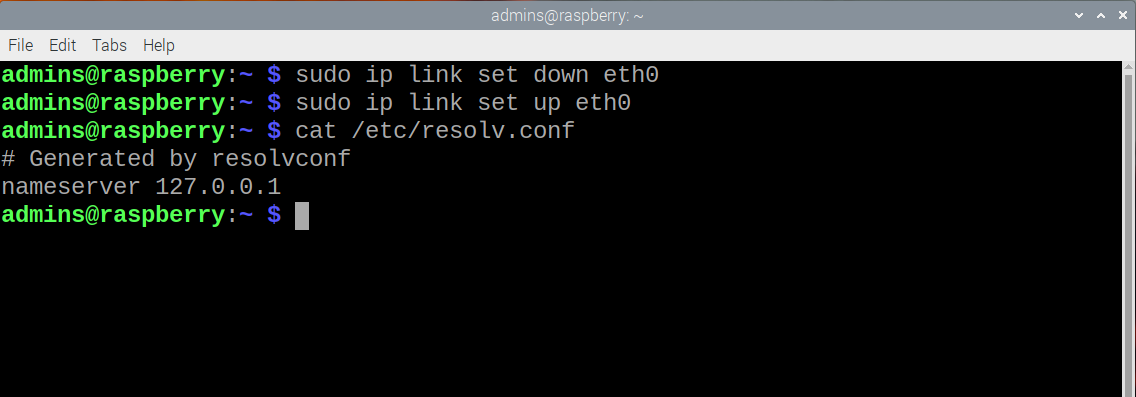 admins@raspberry: ~
File Edit Tabs Help
admins@raspberry:~ $ sudo ip link set down eth0
admins@raspberry:~ $ sudo ip link set up eth0
admins@raspberry:~ $ cat /etc/resolv.conf
# Generated by resolvconf
nameserver 127.0.0.1
admins@raspberry:~ $